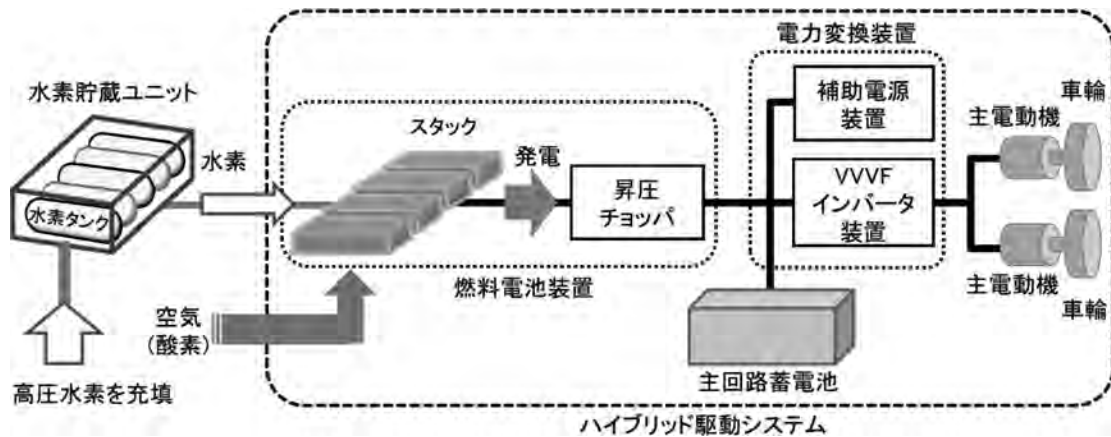 電力変換装置
水素貯蔵ユニット
水素タンク
水素
高圧水素を充填
スタック
発電
昇圧
チョッパ
燃料電池装置
空気
(酸素)
補助電源
装置
VVVF
インバータ
装置
主電動機
車輪
主電動機
車輪
主回路蓄電池
ハイブリッド駆動システム